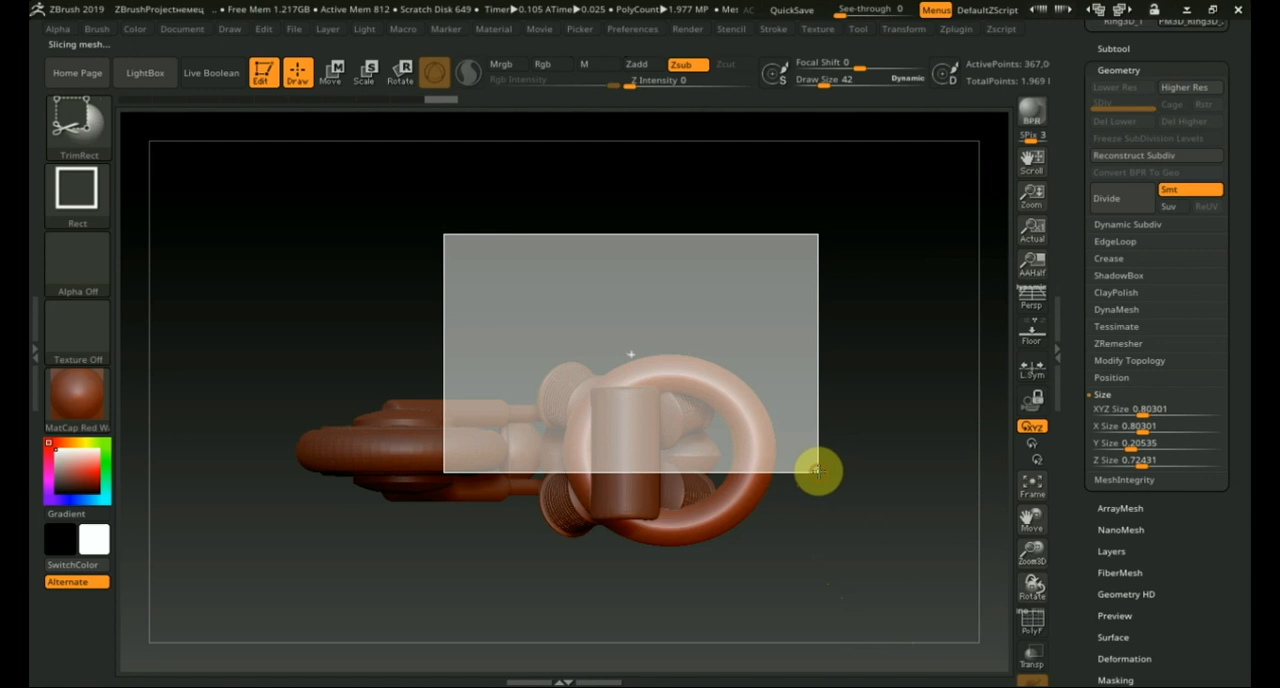 ZBrush 2019 ZBrushProjectнемец .. • Free Mem 1.217GB • Active Mem 812 • Scratch Disk 649 • Timer▶0.105 ATime▶0.025 • PolyCount▶1.977 MP • Mes AC QuickSave See-through 0 Menus DefaultZScript
Alpha Brush Color Document Draw Edit File Layer Light Macro Marker Material Movie Picker Preferences Render Stencil Stroke Texture Tool Transform Zplugin Zscript
Slicing mesh...
Home Page LightBox Live Boolean Edit Draw Move Scale Rotate
Mrgb Rgb M Zadd Zsub Zcut
Rgb Intensity Z Intensity 0
Focal Shift 0
Draw Size 42 Dynamic
S D
ActivePoints: 367,0
TotalPoints: 1.969
TrimRect
Rect
Alpha Off
Texture Off
MatCap Red W
Gradient
SwitchColor
Alternate
BPR
SPix 3
Scroll
Zoom
Actual
AAHalf
Dynamic
Persp
Floor
L.Sym
XYZ
Frame
Move
Zoom3D
Rotate
PolyF
Transp
Ring3D_1 PM3D_Ring3D_
Subtool
Geometry
Lower Res Higher Res
SDiv Cage Rstr
Del Lower Del Higher
Freeze SubDivision Levels
Reconstruct Subdiv
Convert BPR To Geo
Divide Smt
Suv ReUV
Dynamic Subdiv
EdgeLoop
Crease
ShadowBox
ClayPolish
DynaMesh
Tessimate
ZRemesher
Modify Topology
Position
Size
XYZ Size 0.80301
X Size 0.80301
Y Size 0.20535
Z Size 0.72431
MeshIntegrity
ArrayMesh
NanoMesh
Layers
FiberMesh
Geometry HD
Preview
Surface
Deformation
Masking